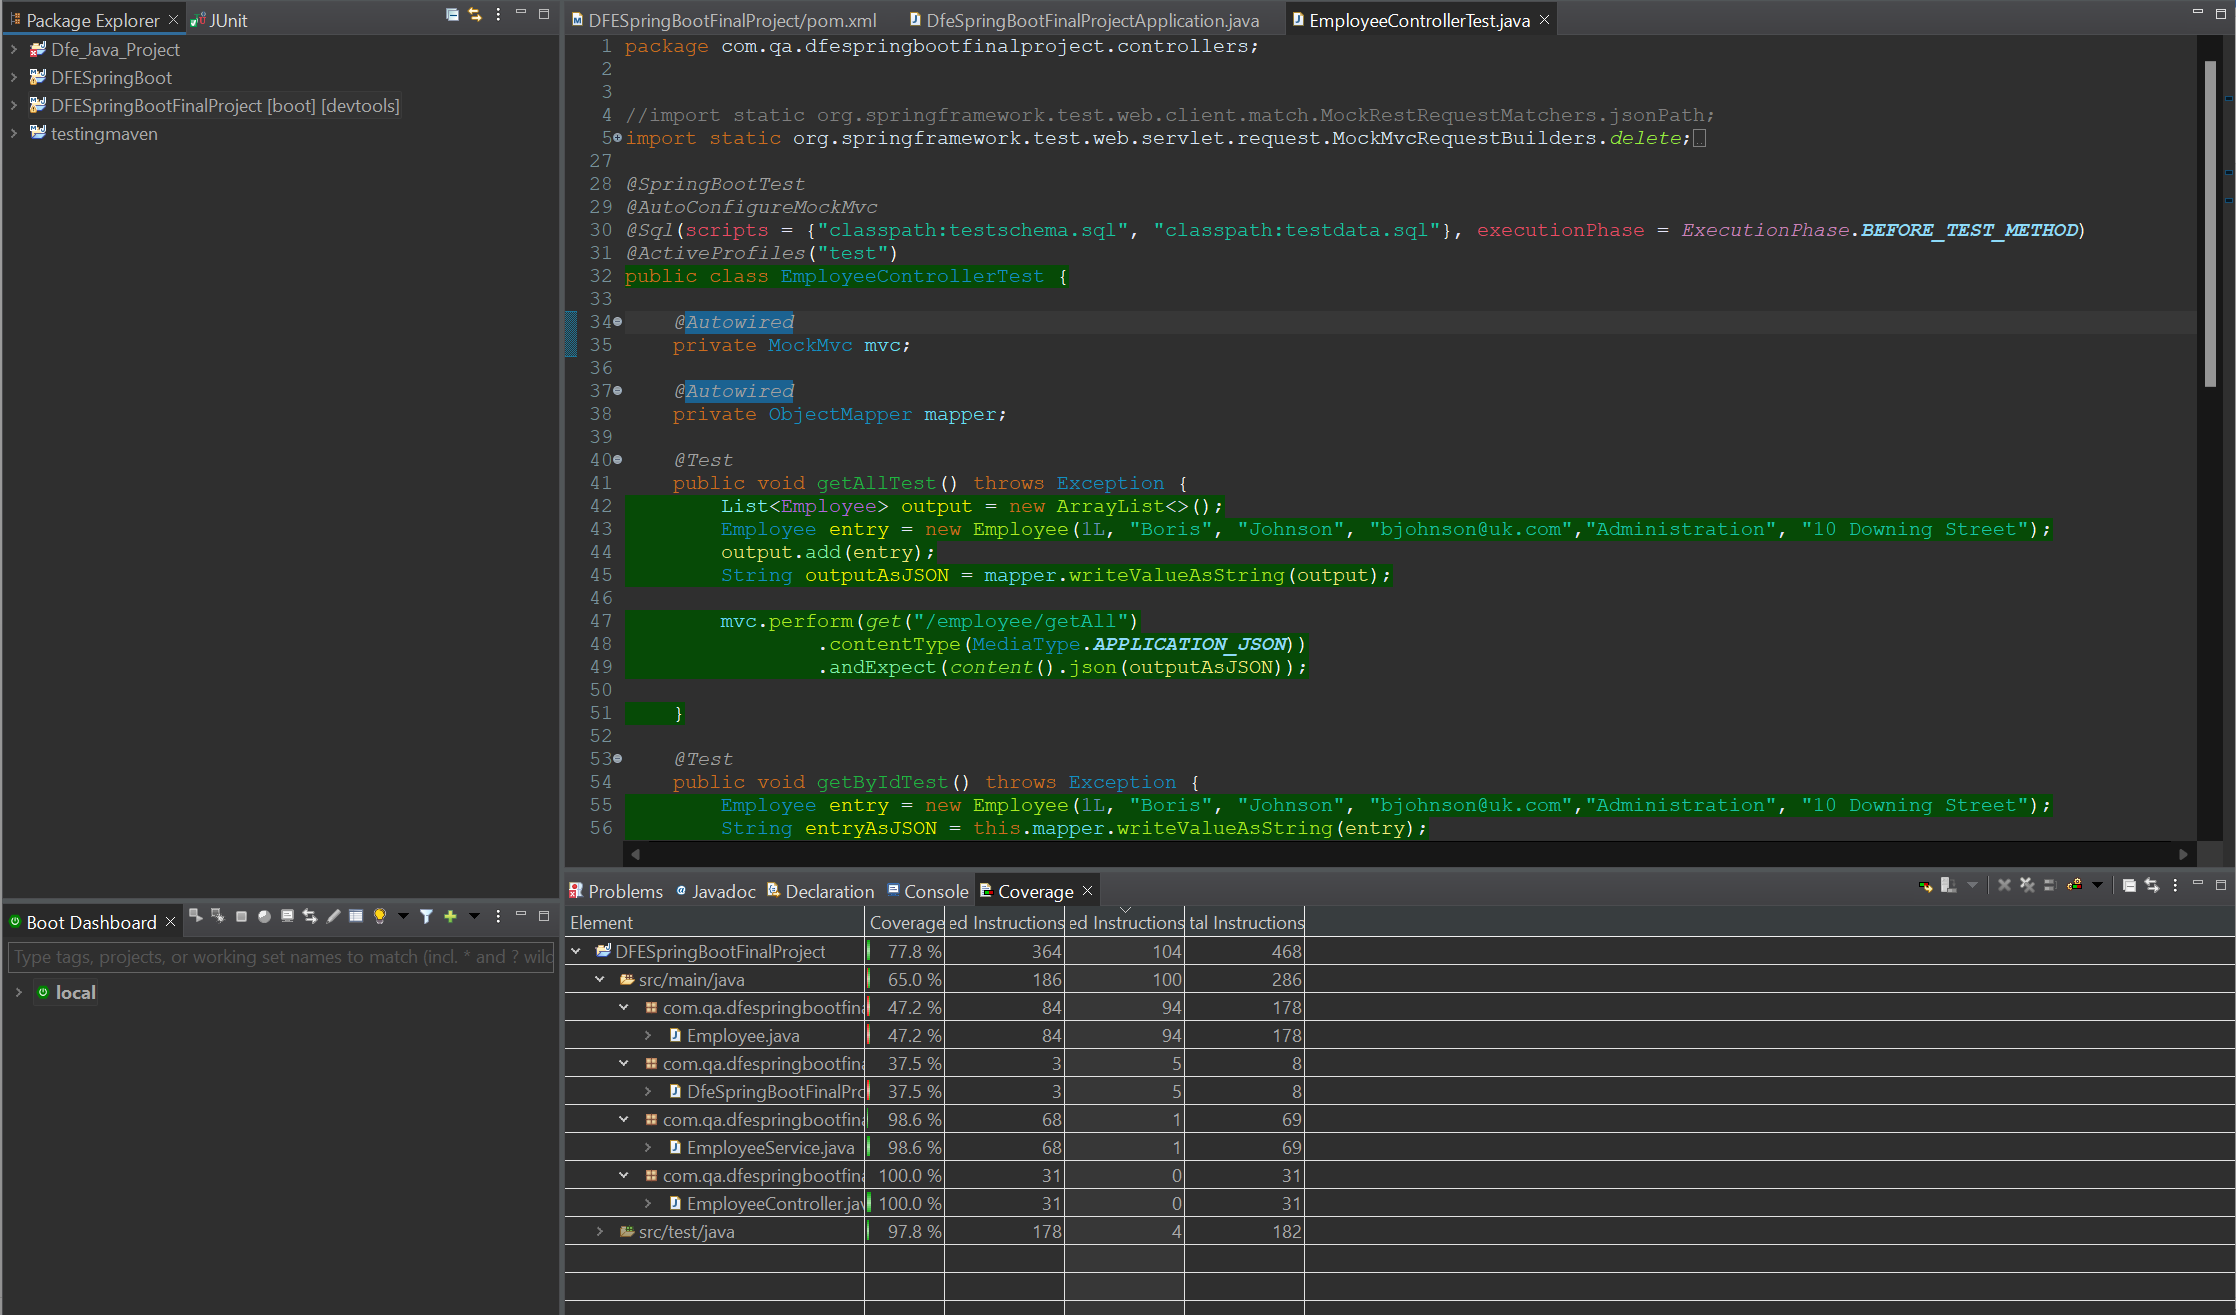 Package Explorer
JUnit
Dfe_Java_Project
DFESpringBoot
DFESpringBootFinalProject [boot] [devtools]
testingmaven
DFESpringBootFinalProject/pom.xml
DfeSpringBootFinalProjectApplication.java
EmployeeControllerTest.java
1 package com.qa.dfespringbootfinalproject.controllers;
2
3
4 //import static org.springframework.test.web.client.match.MockRestRequestMatchers.jsonPath;
5 import static org.springframework.test.web.servlet.request.MockMvcRequestBuilders.delete;
27
28 @SpringBootTest
29 @AutoConfigureMockMvc
30 @Sql(scripts = {"classpath:testschema.sql", "classpath:testdata.sql"}, executionPhase = ExecutionPhase.BEFORE_TEST_METHOD)
31 @ActiveProfiles("test")
32 public class EmployeeControllerTest {
33
34 @Autowired
35 private MockMvc mvc;
36
37 @Autowired
38 private ObjectMapper mapper;
39
40 @Test
41 public void getAllTest() throws Exception {
42 List<Employee> output = new ArrayList<>();
43 Employee entry = new Employee(1L, "Boris", "Johnson", "bjohnson@uk.com","Administration", "10 Downing Street");
44 output.add(entry);
45 String outputAsJSON = mapper.writeValueAsString(output);
46
47 mvc.perform(get("/employee/getAll")
48 .contentType(MediaType.APPLICATION_JSON))
49 .andExpect(content().json(outputAsJSON));
50
51 }
52
53 @Test
54 public void getByIdTest() throws Exception {
55 Employee entry = new Employee(1L, "Boris", "Johnson", "bjohnson@uk.com","Administration", "10 Downing Street");
56 String entryAsJSON = this.mapper.writeValueAsString(entry);
Boot Dashboard
Type tags, projects, or working set names to match (incl. * and ? wilc
local
Problems Javadoc Declaration Console Coverage
Element Coverage ed Instructions ed Instructions tal Instructions
DFESpringBootFinalProject 77.8 % 364 104 468
src/main/java 65.0 % 186 100 286
com.qa.dfespringbootfina 47.2 % 84 94 178
Employee.java 47.2 % 84 94 178
com.qa.dfespringbootfina 37.5 % 3 5 8
DfeSpringBootFinalPro 37.5 % 3 5 8
com.qa.dfespringbootfina 98.6 % 68 1 69
EmployeeService.java 98.6 % 68 1 69
com.qa.dfespringbootfina 100.0 % 31 0 31
EmployeeController.jav 100.0 % 31 0 31
src/test/java 97.8 % 178 4 182